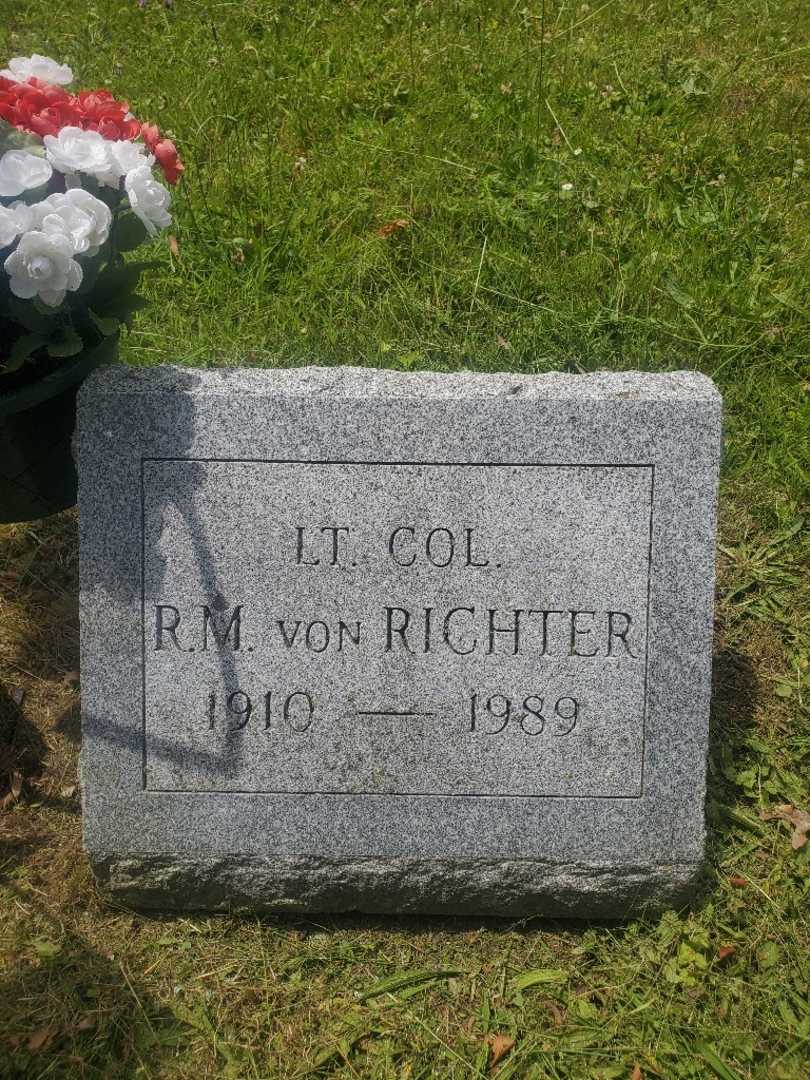 LT. COL.
R.M. VON RICHTER
1910 — 1989